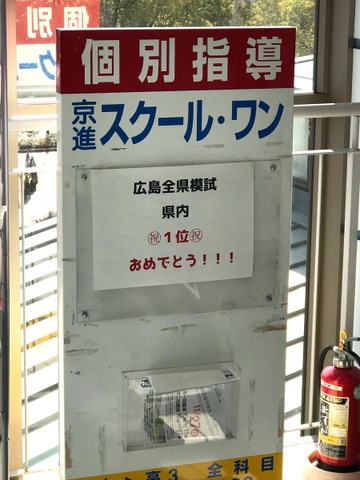 個別指導
京進スクール・ワン
広島全県模試
県内
㊗1位㊗
おめでとう!!!
高3 全科目